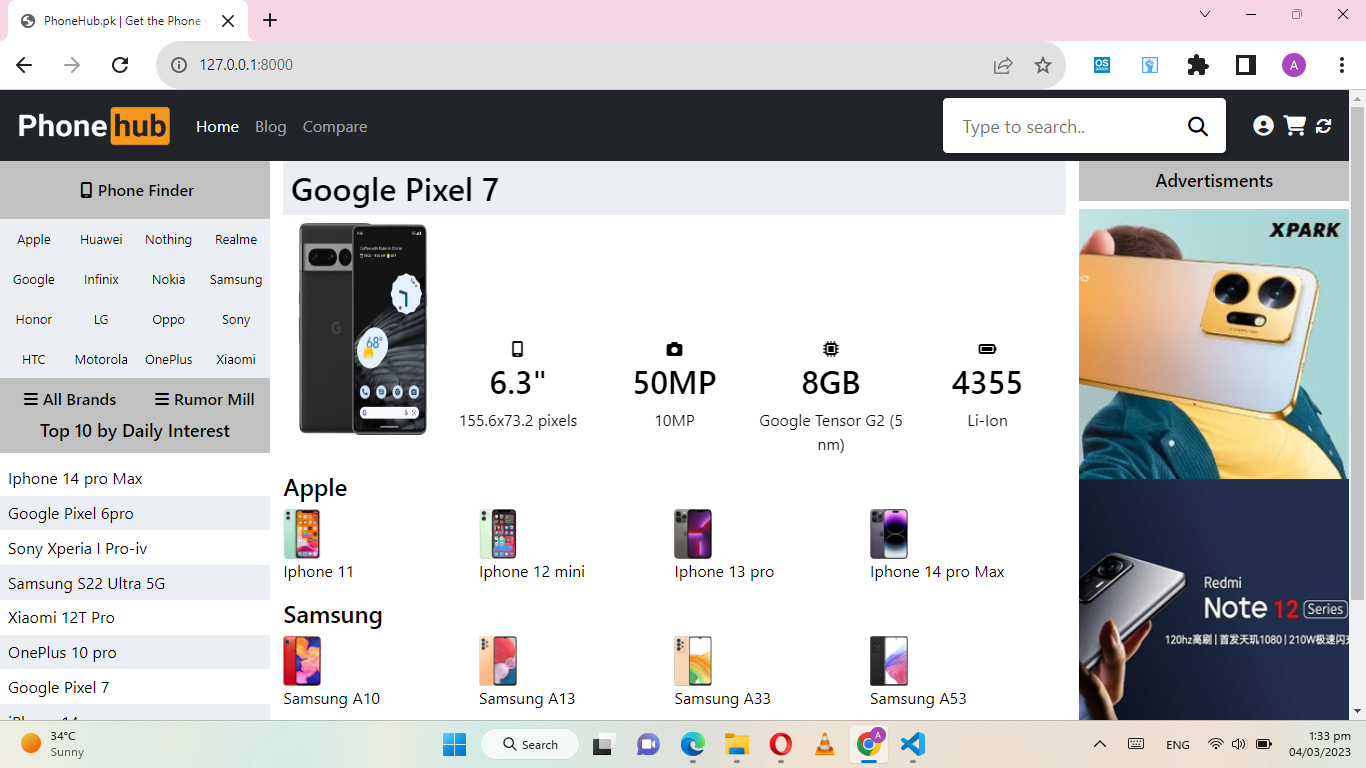 PhoneHub.pk | Get the Phone
127.0.0.1:8000
Phone hub
Home Blog Compare
Type to search..
Phone Finder
Apple Huawei Nothing Realme
Google Infinix Nokia Samsung
Honor LG Oppo Sony
HTC Motorola OnePlus Xiaomi
All Brands Rumor Mill
Top 10 by Daily Interest
Iphone 14 pro Max
Google Pixel 6pro
Sony Xperia I Pro-iv
Samsung S22 Ultra 5G
Xiaomi 12T Pro
OnePlus 10 pro
Google Pixel 7
Google Pixel 7
68°
G
6.3" 50MP 8GB 4355
155.6x73.2 pixels 10MP Google Tensor G2 (5 Li-Ion
nm)
Apple
Iphone 11 Iphone 12 mini Iphone 13 pro Iphone 14 pro Max
Samsung
Samsung A10 Samsung A13 Samsung A33 Samsung A53
Advertisments
XPARK
Redmi
Note 12 Series
120hz高刷 | 首发天玑1080 | 210W极速闪充
34°C
Sunny
Search
A
ENG
1:33 pm
04/03/2023